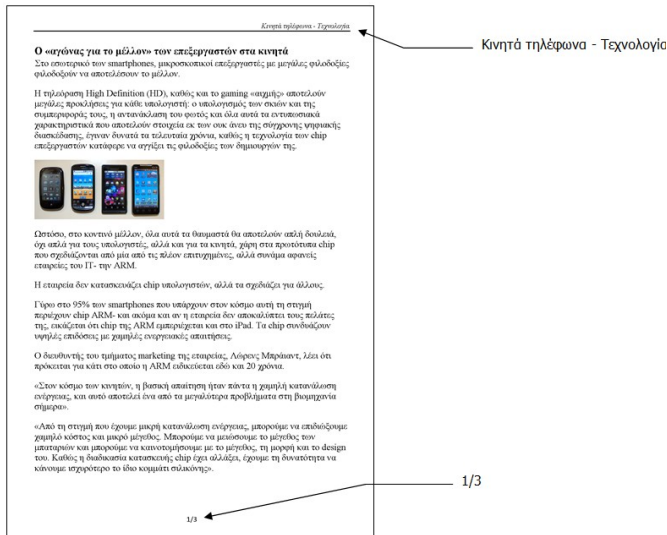 Κινητά τηλέφωνα - Τεχνολογία
Κινητά τηλέφωνα - Τεχνολογία
Ο «αγώνας για το μέλλον» των επεξεργαστών στα κινητά
Στο εσωτερικό των smartphones, μικροσκοπικοί επεξεργαστές με μεγάλες φιλοδοξίες
φιλοδοξούν να αποτελέσουν το μέλλον.
Η τηλεόραση High Definition (HD), καθώς και το gaming «αιχμής» αποτελούν
μεγάλες προκλήσεις για κάθε υπολογιστή: ο υπολογισμός των σκιών και της
συμπεριφοράς τους, η αντανάκλαση του φωτός και όλα αυτά τα εντυπωσιακά
χαρακτηριστικά που αποτελούν στοιχεία εκ των ουκ άνευ της σύγχρονης ψηφιακής
διασκέδασης, έγιναν δυνατά τα τελευταία χρόνια, καθώς η τεχνολογία των chip
επεξεργαστών κατάφερε να αγγίξει τις φιλοδοξίες των δημιουργών της.
Ωστόσο, στο κοντινό μέλλον, όλα αυτά τα θαυμαστά θα αποτελούν απλή δουλειά,
όχι απλά για τους υπολογιστές, αλλά και για τα κινητά, χάρη στα πρωτότυπα chip
που σχεδιάζονται από μία από τις πλέον επιτυχημένες, αλλά συνάμα αφανείς
εταιρείες του IT- την ARM.
Η εταιρεία δεν κατασκευάζει chip υπολογιστών, αλλά τα σχεδιάζει για άλλους.
Γύρω στο 95% των smartphones που υπάρχουν στον κόσμο αυτή τη στιγμή
περιέχουν chip ARM- και ακόμα και αν η εταιρεία δεν αποκαλύπτει τους πελάτες
της, εικάζεται ότι chip της ARM εμπεριέχεται και στο iPad. Τα chip συνδυάζουν
υψηλές επιδόσεις με χαμηλές ενεργειακές απαιτήσεις.
Ο διευθυντής του τμήματος marketing της εταιρείας, Λώρενς Μπράιαντ, λέει ότι
πρόκειται για κάτι στο οποίο η ARM ειδικεύεται εδώ και 20 χρόνια.
«Στον κόσμο των κινητών, η βασική απαίτηση ήταν πάντα η χαμηλή κατανάλωση
ενέργειας, και αυτό αποτελεί ένα από τα μεγαλύτερα προβλήματα στη βιομηχανία
σήμερα».
«Από τη στιγμή που έχουμε μικρή κατανάλωση ενέργειας, μπορούμε να επιδιώξουμε
χαμηλό κόστος και μικρό μέγεθος. Μπορούμε να μειώσουμε το μέγεθος των
μπαταριών και μπορούμε να καινοτομήσουμε με το μέγεθος, τη μορφή και το design
του. Καθώς η διαδικασία κατασκευής chip έχει αλλάξει, έχουμε τη δυνατότητα να
κάνουμε ισχυρότερο το ίδιο κομμάτι σιλικόνης».
1/3
1/3